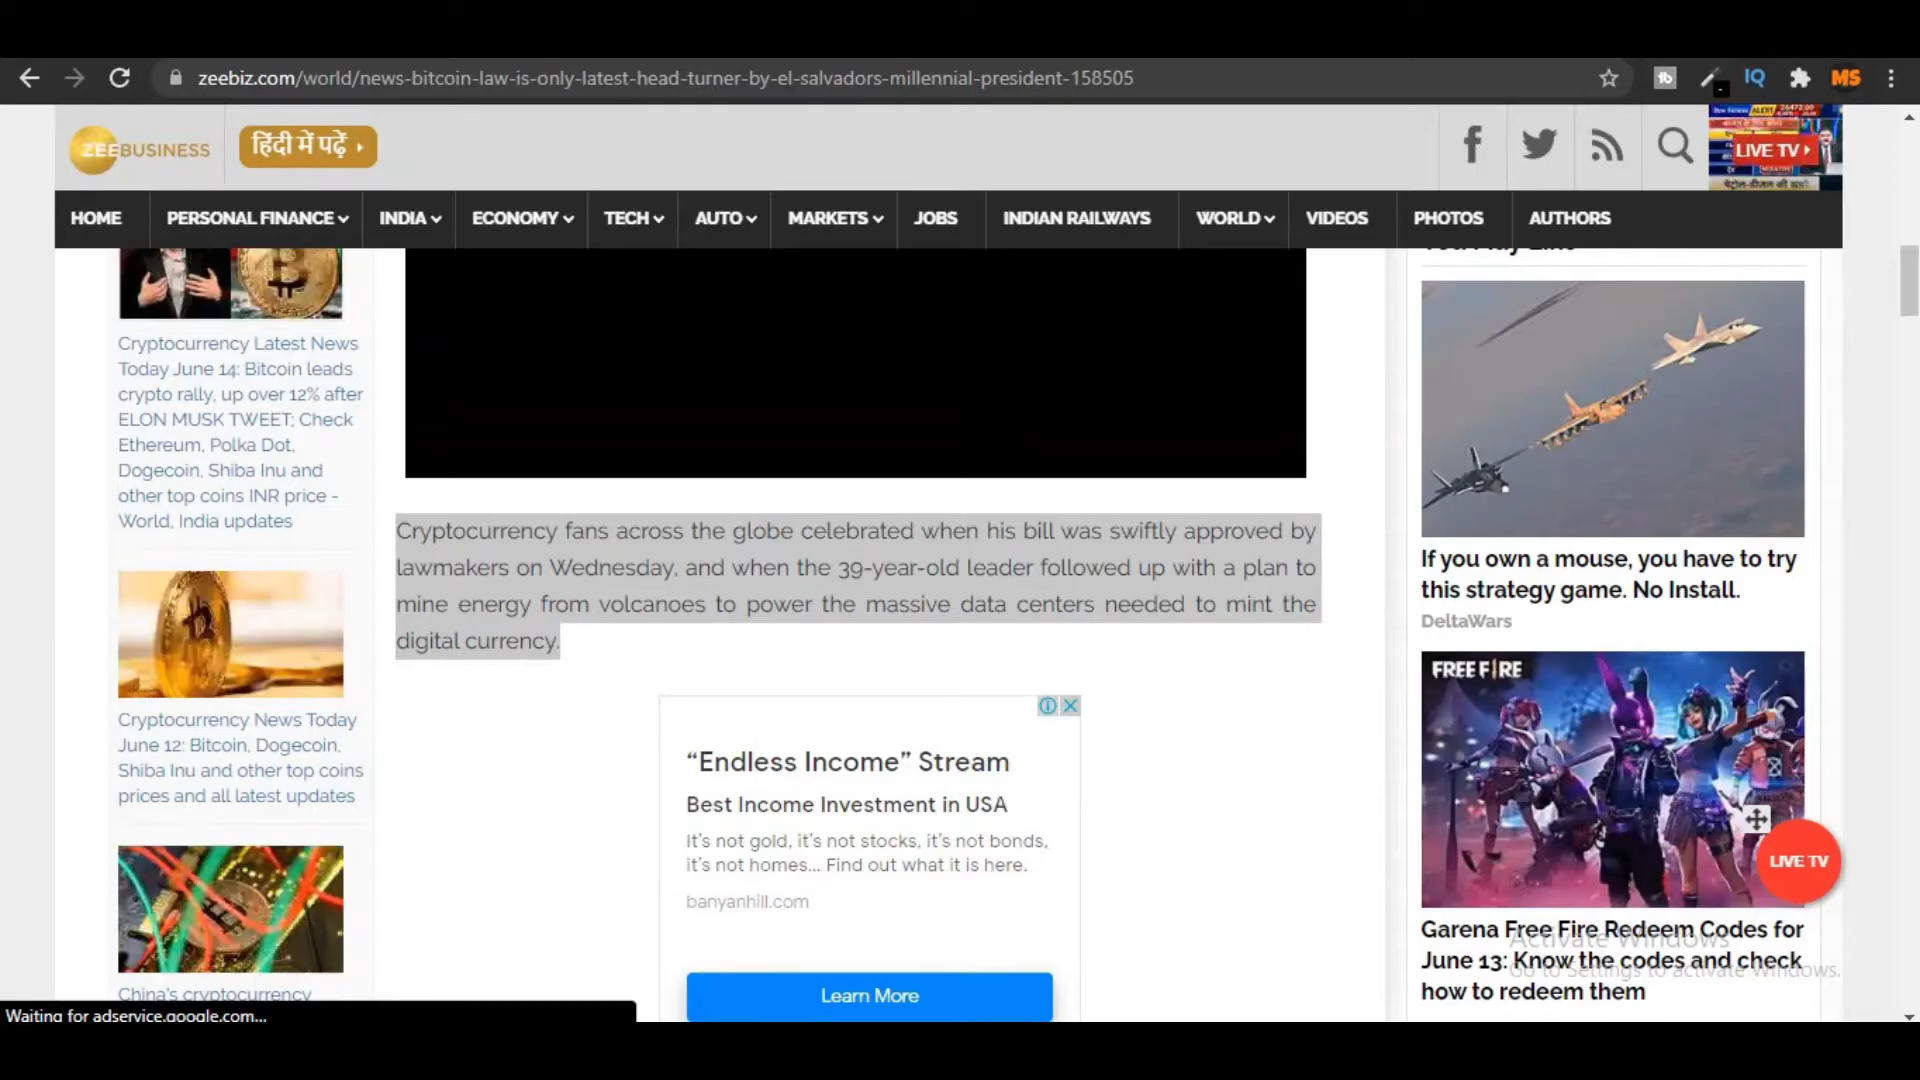 zeebiz.com/world/news-bitcoin-law-is-only-latest-head-turner-by-el-salvadors-millennial-president-158505
IQ
MS
ZEEBUSINESS
हिंदी में पढ़ें
LIVE TV
HOME
PERSONAL FINANCE
INDIA
ECONOMY
TECH
AUTO
MARKETS
JOBS
INDIAN RAILWAYS
WORLD
VIDEOS
PHOTOS
AUTHORS
Cryptocurrency Latest News
Today June 14: Bitcoin leads
crypto rally, up over 12% after
ELON MUSK TWEET; Check
Ethereum, Polka Dot,
Dogecoin, Shiba Inu and
other top coins INR price -
World, India updates
Cryptocurrency News Today
June 12: Bitcoin, Dogecoin,
Shiba Inu and other top coins
prices and all latest updates
China's cryptocurrency
Cryptocurrency fans across the globe celebrated when his bill was swiftly approved by
lawmakers on Wednesday, and when the 39-year-old leader followed up with a plan to
mine energy from volcanoes to power the massive data centers needed to mint the
digital currency.
“Endless Income” Stream
Best Income Investment in USA
It's not gold, it's not stocks, it's not bonds,
it's not homes... Find out what it is here.
banyanhill.com
Learn More
You May Like
If you own a mouse, you have to try
this strategy game. No Install.
DeltaWars
FREE FIRE
LIVE TV
Garena Free Fire Redeem Codes for
June 13: Know the codes and check
how to redeem them
Activate Windows
Go to Settings to activate Windows.
Waiting for adservice.google.com...